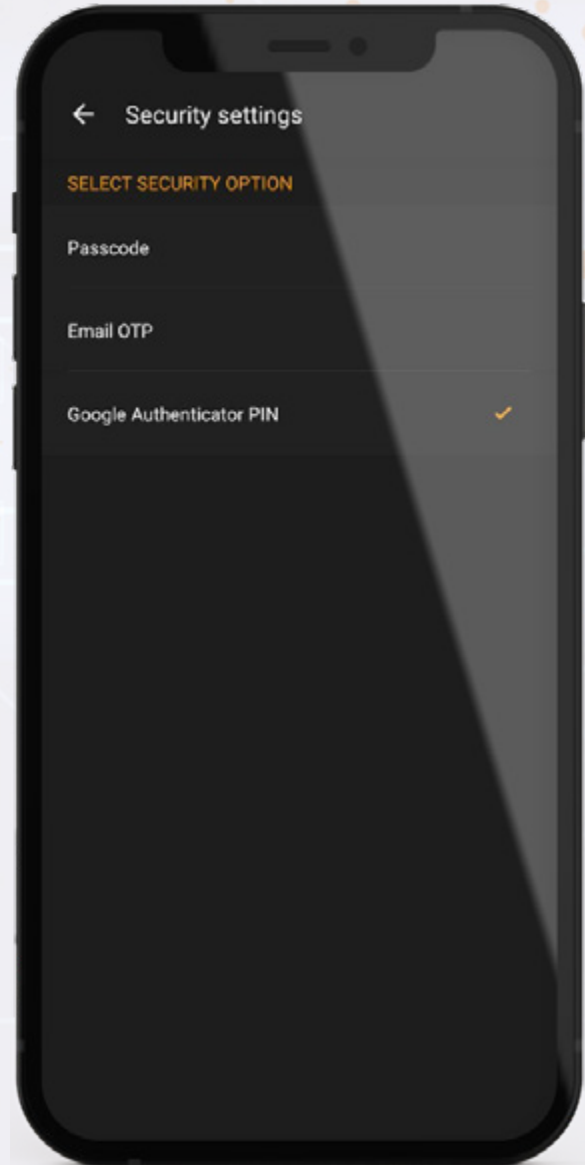 Security settings
SELECT SECURITY OPTION
Passcode
Email OTP
Google Authenticator PIN